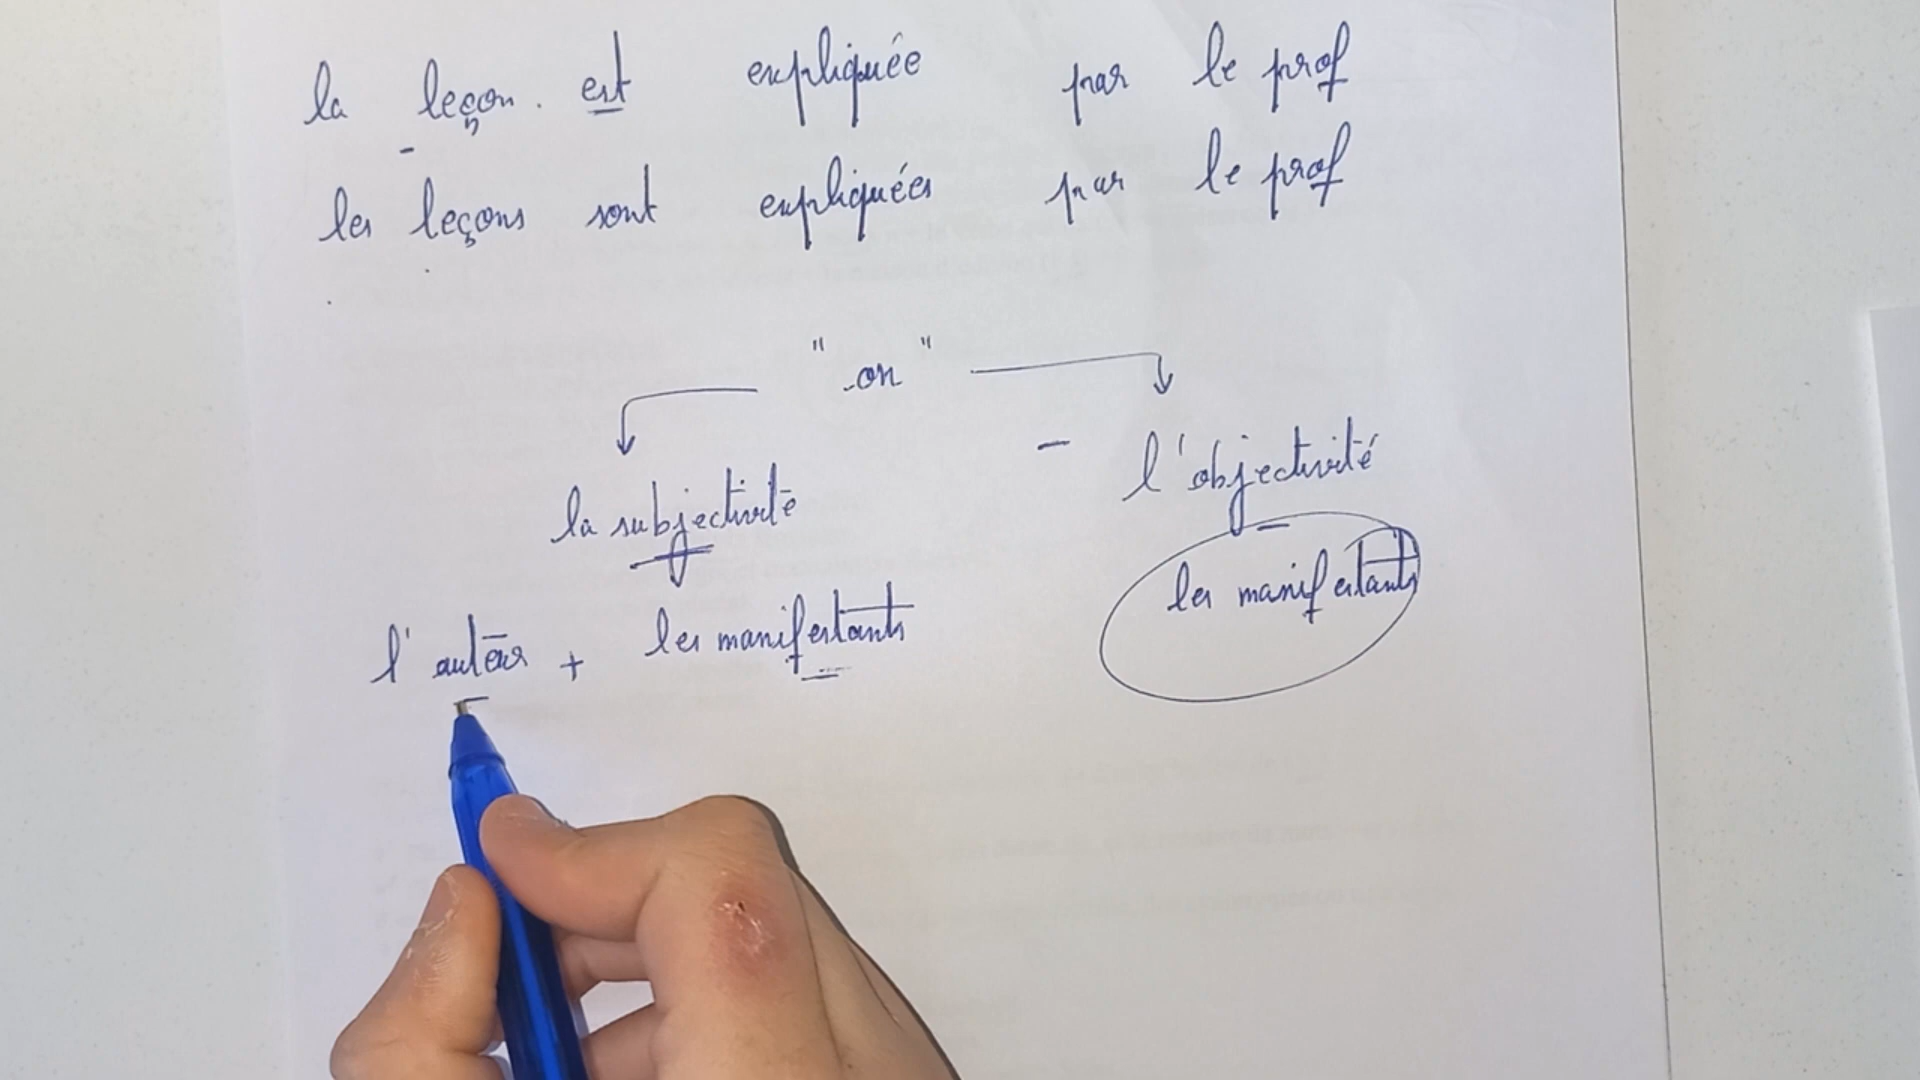 la leçon est expliquée par le prof
les leçons sont expliquées par le prof
"on"
la subjectivité
l'objectivité
l'auteur + les manifestants
les manifestants